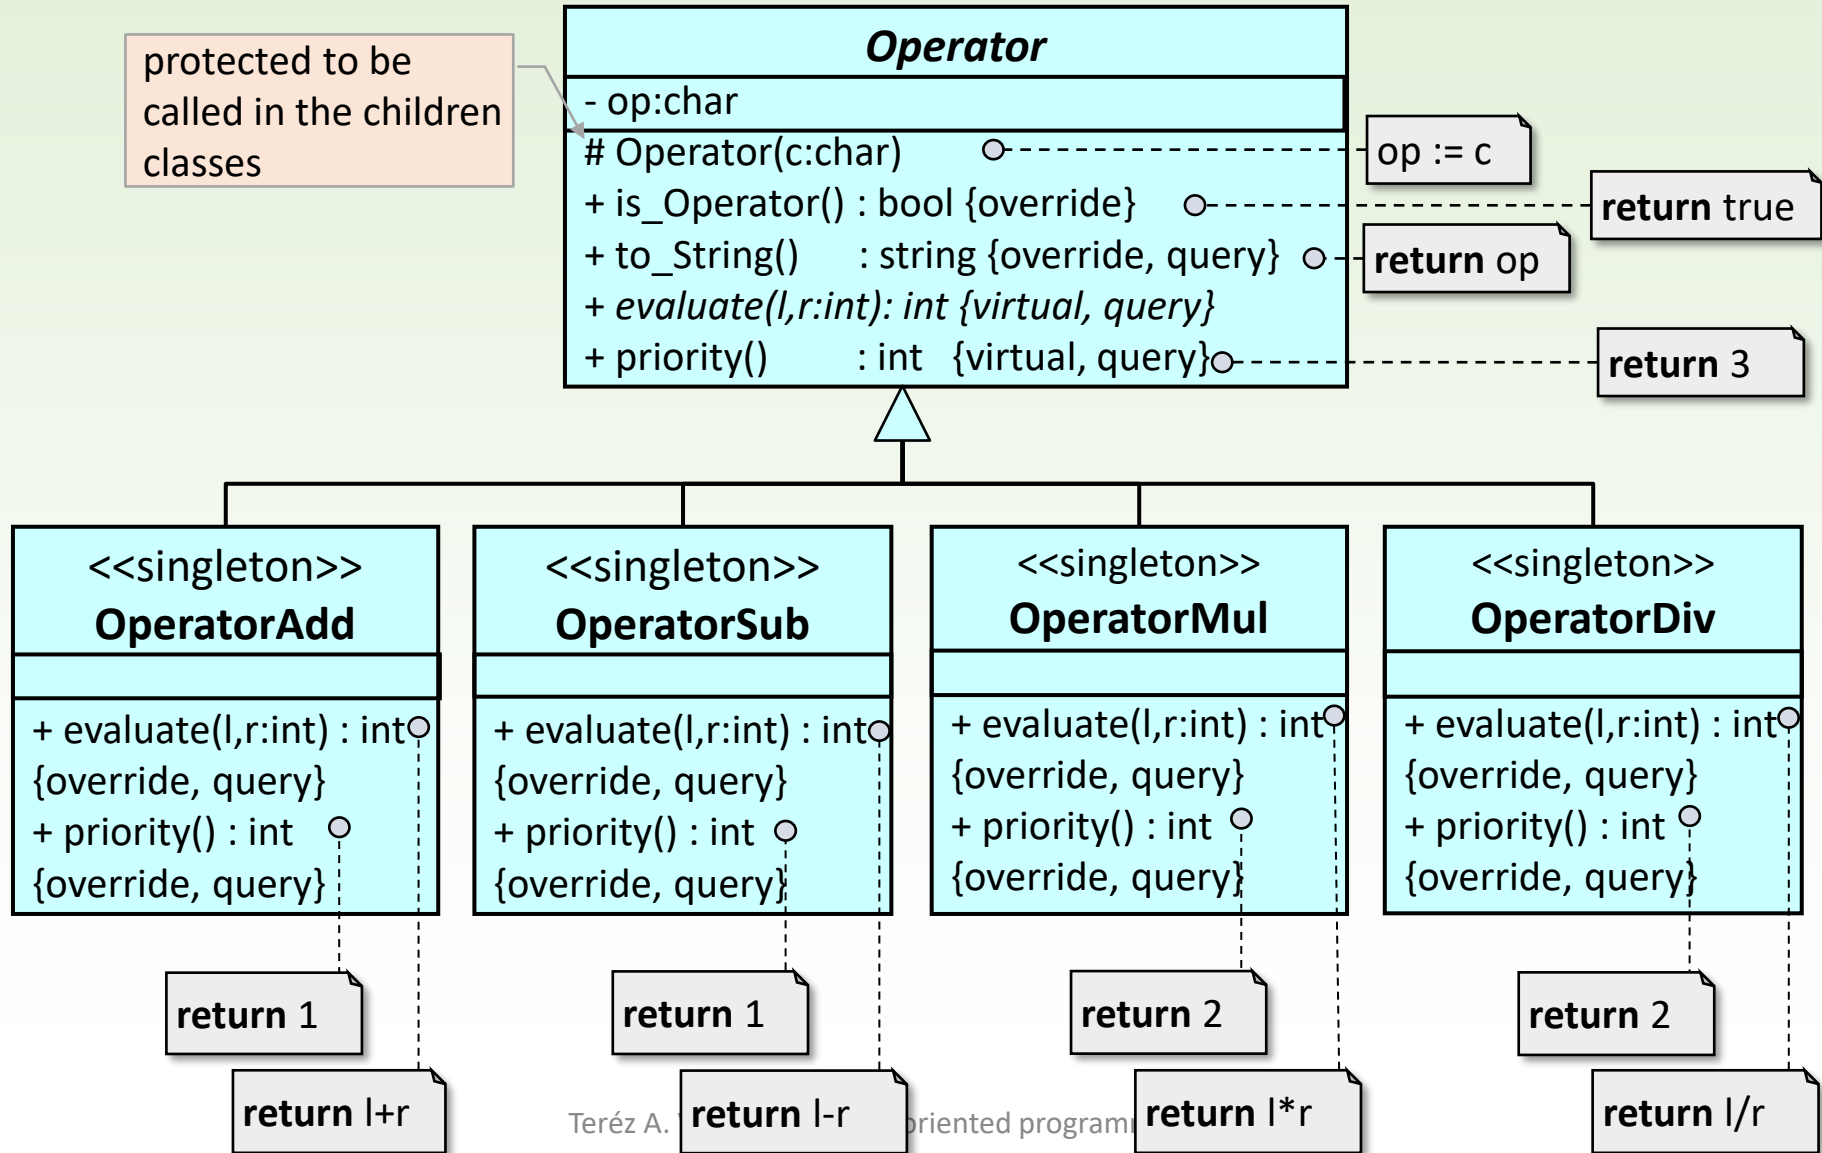 protected to be
called in the children
classes
Operator
- op:char
# Operator(c:char)
+ is_Operator() : bool {override}
+ to_String() : string {override, query}
+ evaluate(l,r:int): int {virtual, query}
+ priority() : int {virtual, query}
op := c
return true
return op
return 3
<<singleton>>
OperatorAdd
+ evaluate(l,r:int) : int
{override, query}
+ priority() : int
{override, query}
return 1
return l+r
<<singleton>>
OperatorSub
+ evaluate(l,r:int) : int
{override, query}
+ priority() : int
{override, query}
return 1
return l-r
<<singleton>>
OperatorMul
+ evaluate(l,r:int) : int
{override, query}
+ priority() : int
{override, query}
return 2
return l*r
<<singleton>>
OperatorDiv
+ evaluate(l,r:int) : int
{override, query}
+ priority() : int
{override, query}
return 2
return l/r
Teréz A.